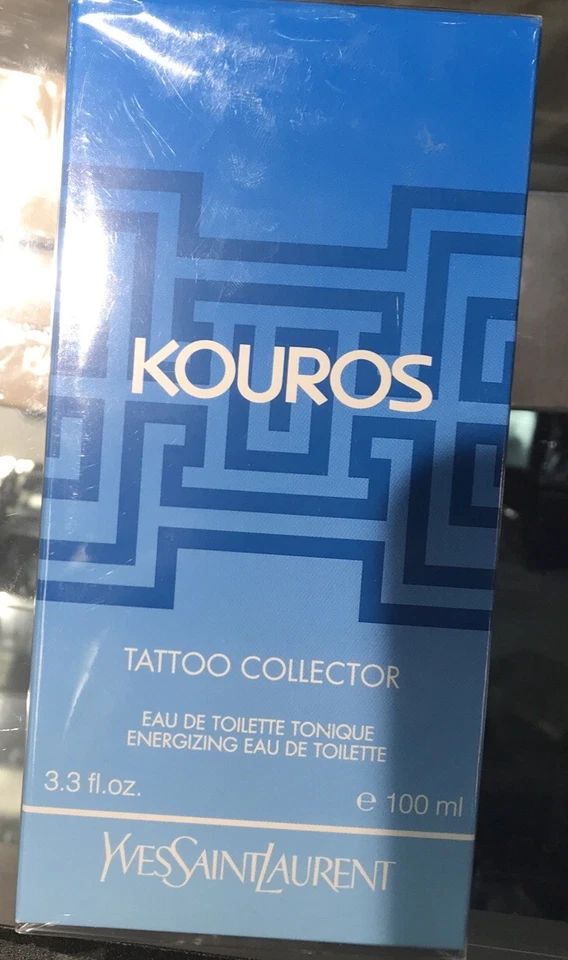 KOUROS
TATTOO COLLECTOR
EAU DE TOILETTE TONIQUE
ENERGIZING EAU DE TOILETTE
3.3 fl.oz.
℮ 100 ml
YVESSAINTLAURENT